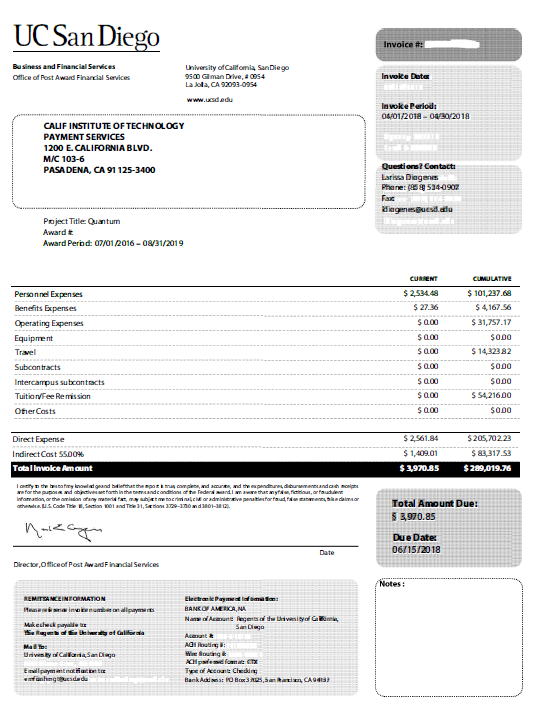 UC San Diego
Invoice #:
Business and Financial Services
Office of Post Award Financial Services
University of California, San Diego
9500 Gilman Drive, # 0954
La Jolla, CA 92093-0954
www.ucsd.edu
Invoice Date:
Invoice Period:
04/01/2018 – 04/30/2018
CALIF INSTITUTE OF TECHNOLOGY
PAYMENT SERVICES
1200 E. CALIFORNIA BLVD.
M/C 103-6
PASADENA, CA 91125-3400
Questions? Contact:
Larissa Diogenes
Phone: (858) 534-0907
Fax:
ldiogenes@ucsd.edu
Project Title: Quantum
Award #:
Award Period: 07/01/2016 – 08/31/2019
CURRENT CUMULATIVE
Personnel Expenses $ 2,534.48 $ 101,237.68
Benefits Expenses $ 27.36 $ 4,167.56
Operating Expenses $ 0.00 $ 31,757.17
Equipment $ 0.00 $ 0.00
Travel $ 0.00 $ 14,323.82
Subcontracts $ 0.00 $ 0.00
Intercampus subcontracts $ 0.00 $ 0.00
Tuition/Fee Remission $ 0.00 $ 54,216.00
Other Costs $ 0.00 $ 0.00
Direct Expense $ 2,561.84 $ 205,702.23
Indirect Cost 55.00% $ 1,409.01 $ 83,317.53
Total Invoice Amount $ 3,970.85 $ 289,019.76
I certify to the best of my knowledge and belief that the report is true, complete, and accurate, and the expenditures, disbursements and cash receipts
are for the purposes and objectives set forth in the terms and conditions of the Federal award. I am aware that any false, fictitious, or fraudulent
information, or the omission of any material fact, may subject me to criminal, civil or administrative penalties for fraud, false statements, false claims or
otherwise. (U.S. Code Title 18, Section 1001 and Title 31, Sections 3729–3730 and 3801–3812).
Date
Director, Office of Post Award Financial Services
Total Amount Due:
$ 3,970.85
Due Date:
06/15/2018
REMITTANCE INFORMATION
Please reference invoice number on all payments
Make check payable to:
The Regents of the University of California
Mail To:
University of California, San Diego
Email payment notification to:
Electronic Payment Information:
BANK OF AMERICA, NA
Name of Account: Regents of the University of California,
San Diego
Account #:
ACH Routing #:
Wire Routing #:
ACH preferred format: CTX
Type of Account: Checking
Bank Address: PO Box 37025, San Francisco, CA 94137
Notes :